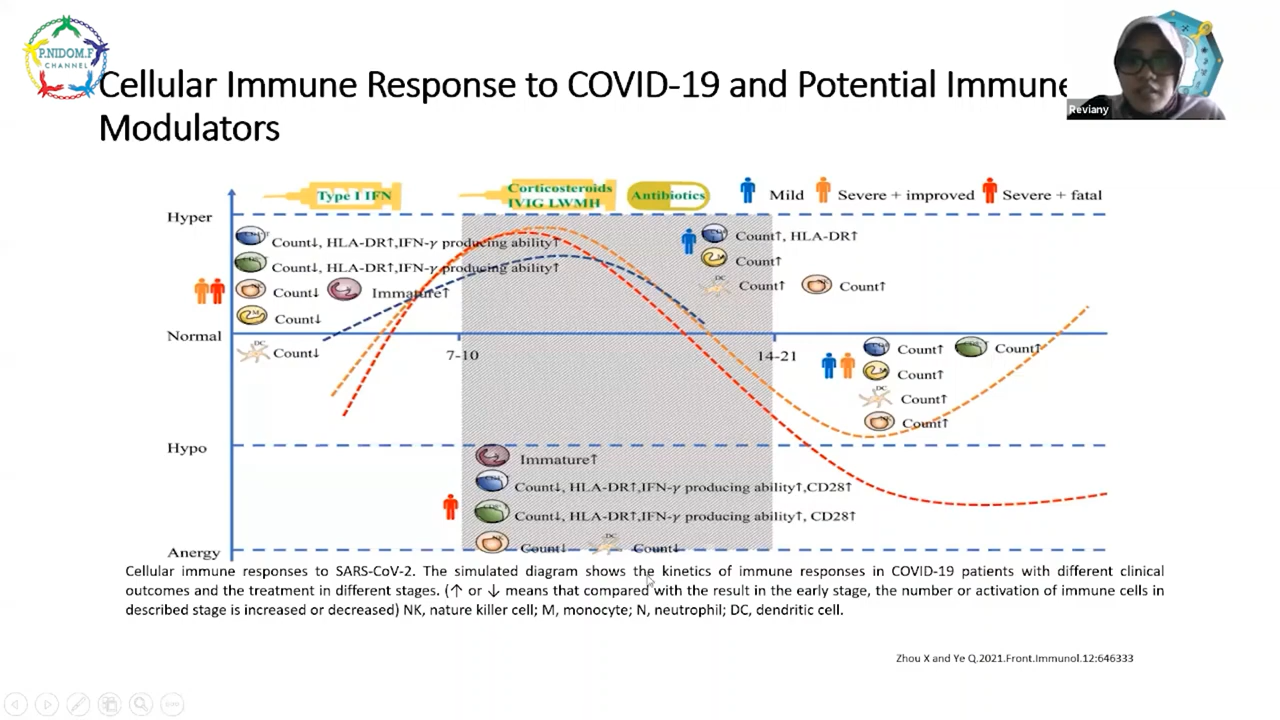 P.NIDOM.F
CHANNEL
Cellular Immune Response to COVID-19 and Potential Immune
Modulators
Reviany
Type I IFN
Corticosteroids
IVIG LWMH
Antibiotics
Mild
Severe + improved
Severe + fatal
Hyper
Count↓, HLA-DR↑,IFN-γ producing ability↑
Count↓, HLA-DR↑,IFN-γ producing ability↑
Count↓
Immature↑
Count↓
DC
Count↓
Count↑, HLA-DR↑
Count↑
DC
Count↑
Count↑
Normal
7-10
14-21
Count↑
Count↑
Count↑
DC
Count↑
Count↑
Hypo
Immature↑
Count↓, HLA-DR↑,IFN-γ producing ability↑,CD28↑
Count↓, HLA-DR↑,IFN-γ producing ability↑, CD28↑
Count↓
DC
Count↓
Anergy
Cellular immune responses to SARS-CoV-2. The simulated diagram shows the kinetics of immune responses in COVID-19 patients with different clinical
outcomes and the treatment in different stages. (↑ or ↓ means that compared with the result in the early stage, the number or activation of immune cells in
described stage is increased or decreased) NK, nature killer cell; M, monocyte; N, neutrophil; DC, dendritic cell.
Zhou X and Ye Q.2021.Front.Immunol.12:646333